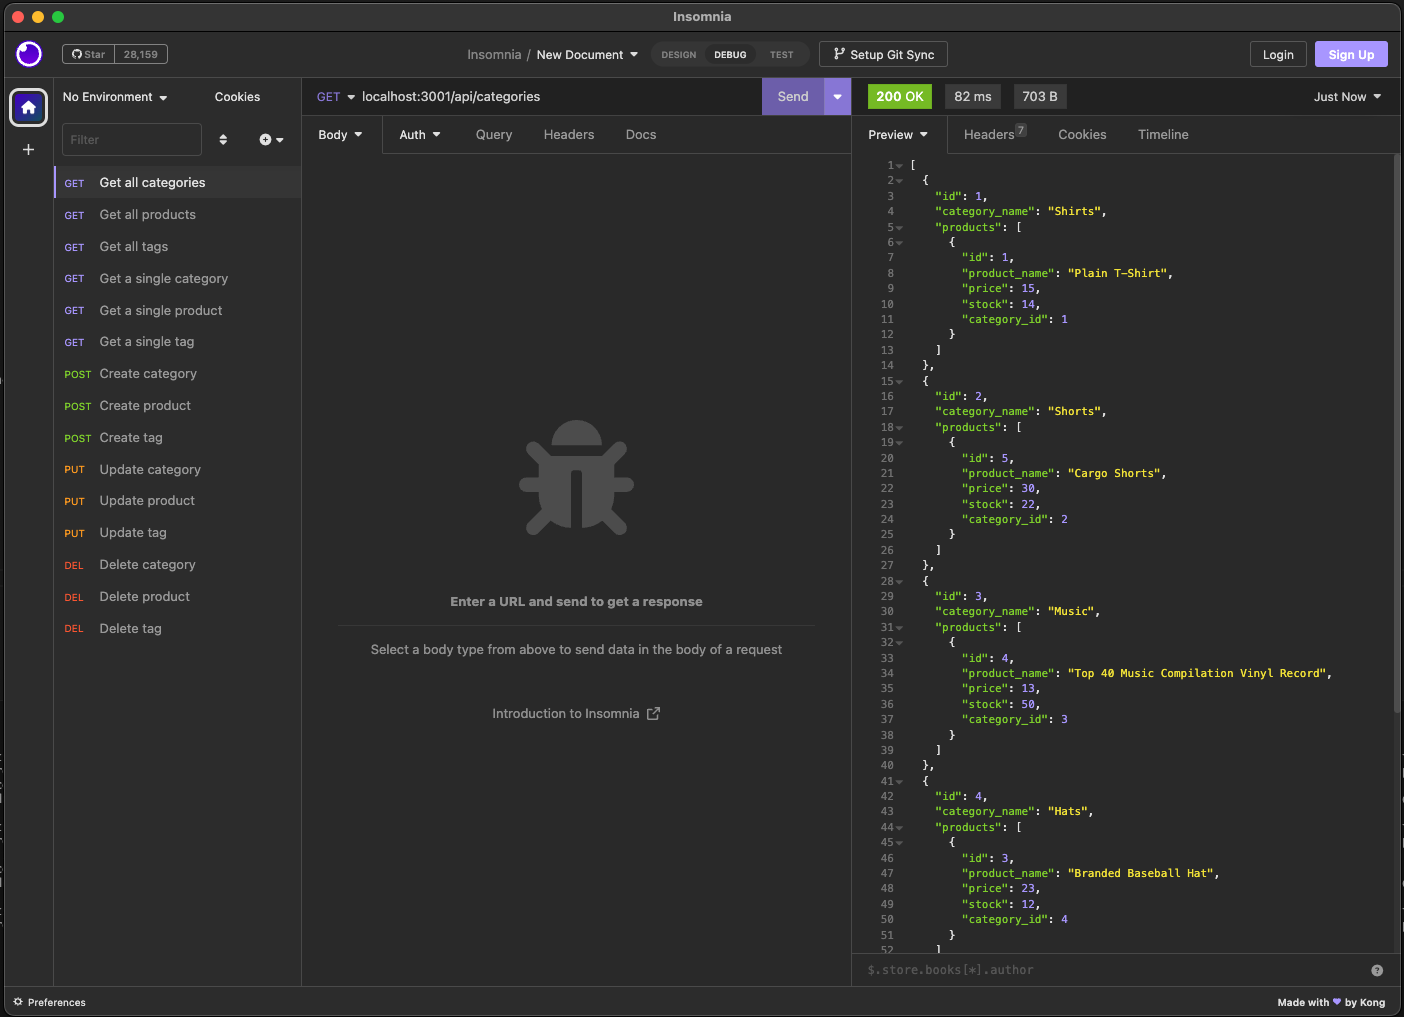 Insomnia
Star 28,159
Insomnia / New Document
DESIGN DEBUG TEST
Setup Git Sync
Login
Sign Up
No Environment
Cookies
Filter
GET Get all categories
GET Get all products
GET Get all tags
GET Get a single category
GET Get a single product
GET Get a single tag
POST Create category
POST Create product
POST Create tag
PUT Update category
PUT Update product
PUT Update tag
DEL Delete category
DEL Delete product
DEL Delete tag
GET localhost:3001/api/categories
Send
Body Auth Query Headers Docs
Enter a URL and send to get a response
Select a body type from above to send data in the body of a request
Introduction to Insomnia
200 OK 82 ms 703 B
Just Now
Preview Headers 7 Cookies Timeline
1 [
2 {
3 "id": 1,
4 "category_name": "Shirts",
5 "products": [
6 {
7 "id": 1,
8 "product_name": "Plain T-Shirt",
9 "price": 15,
10 "stock": 14,
11 "category_id": 1
12 }
13 ]
14 },
15 {
16 "id": 2,
17 "category_name": "Shorts",
18 "products": [
19 {
20 "id": 5,
21 "product_name": "Cargo Shorts",
22 "price": 30,
23 "stock": 22,
24 "category_id": 2
25 }
26 ]
27 },
28 {
29 "id": 3,
30 "category_name": "Music",
31 "products": [
32 {
33 "id": 4,
34 "product_name": "Top 40 Music Compilation Vinyl Record",
35 "price": 13,
36 "stock": 50,
37 "category_id": 3
38 }
39 ]
40 },
41 {
42 "id": 4,
43 "category_name": "Hats",
44 "products": [
45 {
46 "id": 3,
47 "product_name": "Branded Baseball Hat",
48 "price": 23,
49 "stock": 12,
50 "category_id": 4
51 }
52 ]
$.store.books[*].author
Preferences
Made with ❤ by Kong